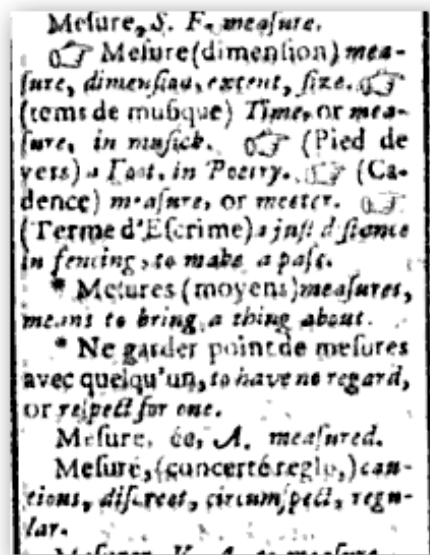 Meſure, S. F. meaſure.
☞ Meſure (dimenſion) mea-
ſure, dimenſion, extent, ſize. ☞
(tems de muſique) Time, or mea-
ſure, in muſick. ☞ (Pied de
vers) a Foot, in Poetry. ☞ (Ca-
dence) meaſure, or meeter. ☞
(Terme d'Eſcrime) a juſt diſtance
in fencing, to make a paſs.
* Meſures (moyens) meaſures,
means to bring a thing about.
* Ne garder point de meſures
avec quelqu'un, to have no regard,
or reſpect for one.
Meſuré, ée, A. meaſured.
Meſuré, (concerté reglé,) cau-
tious, diſcreet, circumſpect, regu-
lar.